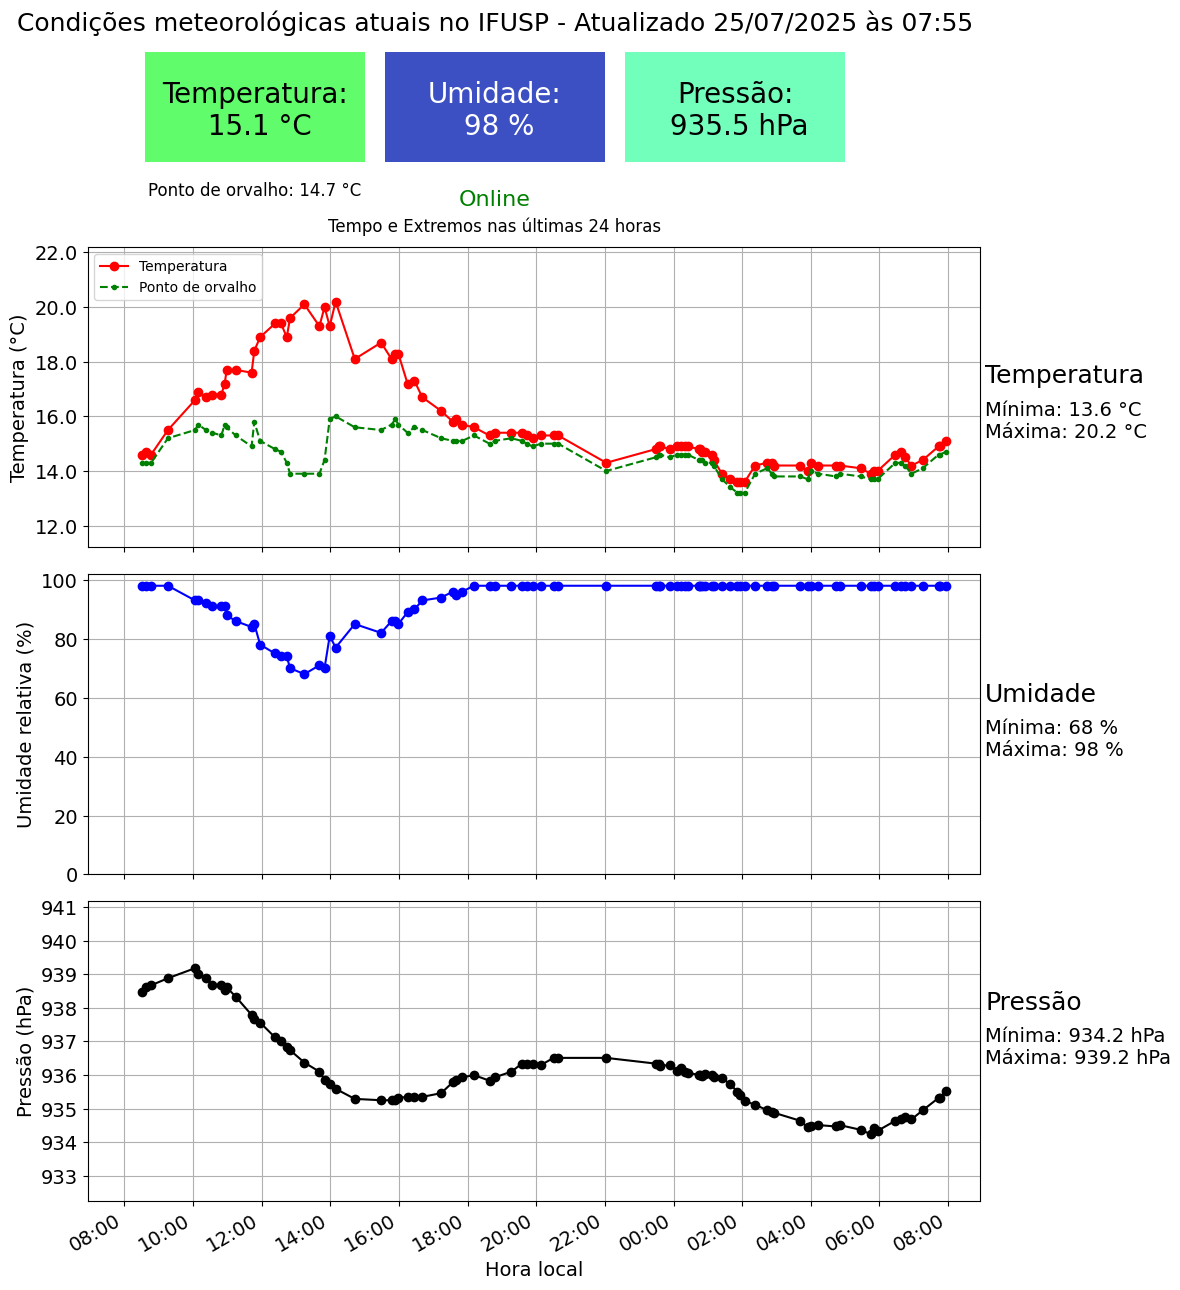 Condições meteorológicas atuais no IFUSP - Atualizado 25/07/2025 às 07:55
Temperatura:
15.1 °C
Umidade:
98 %
Pressão:
935.5 hPa
Ponto de orvalho: 14.7 °C
Online
Tempo e Extremos nas últimas 24 horas
Temperatura (°C)
22.0
20.0
18.0
16.0
14.0
12.0
Temperatura
Ponto de orvalho
Temperatura
Mínima: 13.6 °C
Máxima: 20.2 °C
Umidade relativa (%)
100
80
60
40
20
0
Umidade
Mínima: 68 %
Máxima: 98 %
Pressão (hPa)
941
940
939
938
937
936
935
934
933
Pressão
Mínima: 934.2 hPa
Máxima: 939.2 hPa
08:00 10:00 12:00 14:00 16:00 18:00 20:00 22:00 00:00 02:00 04:00 06:00 08:00
Hora local